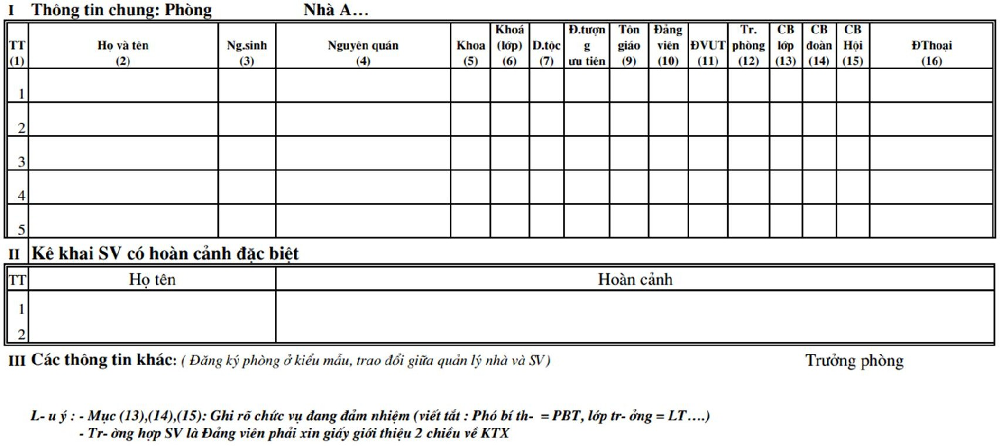 I Thông tin chung: Phòng Nhà A...
TT (1) Họ và tên (2) Ng.sinh (3) Nguyên quán (4) Khoa (5) Khoá (lớp) (6) D.tộc (7) Đ.tượn g ưu tiên Tôn giáo (9) Đảng viên (10) ĐVUT (11) Tr. phòng (12) CB lớp (13) CB đoàn (14) CB Hội (15) ĐThoại (16)
1
2
3
4
5
II Kê khai SV có hoàn cảnh đặc biệt
TT Họ tên Hoàn cảnh
1
2
III Các thông tin khác: ( Đăng ký phòng ở kiểu mẫu, trao đổi giữa quản lý nhà và SV) Trưởng phòng
L- u ý : - Mục (13),(14),(15): Ghi rõ chức vụ đang đảm nhiệm (viết tắt : Phó bí th- = PBT, lớp tr- ởng = LT....)
- Tr- ờng hợp SV là Đảng viên phải xin giấy giới thiệu 2 chiều về KTX